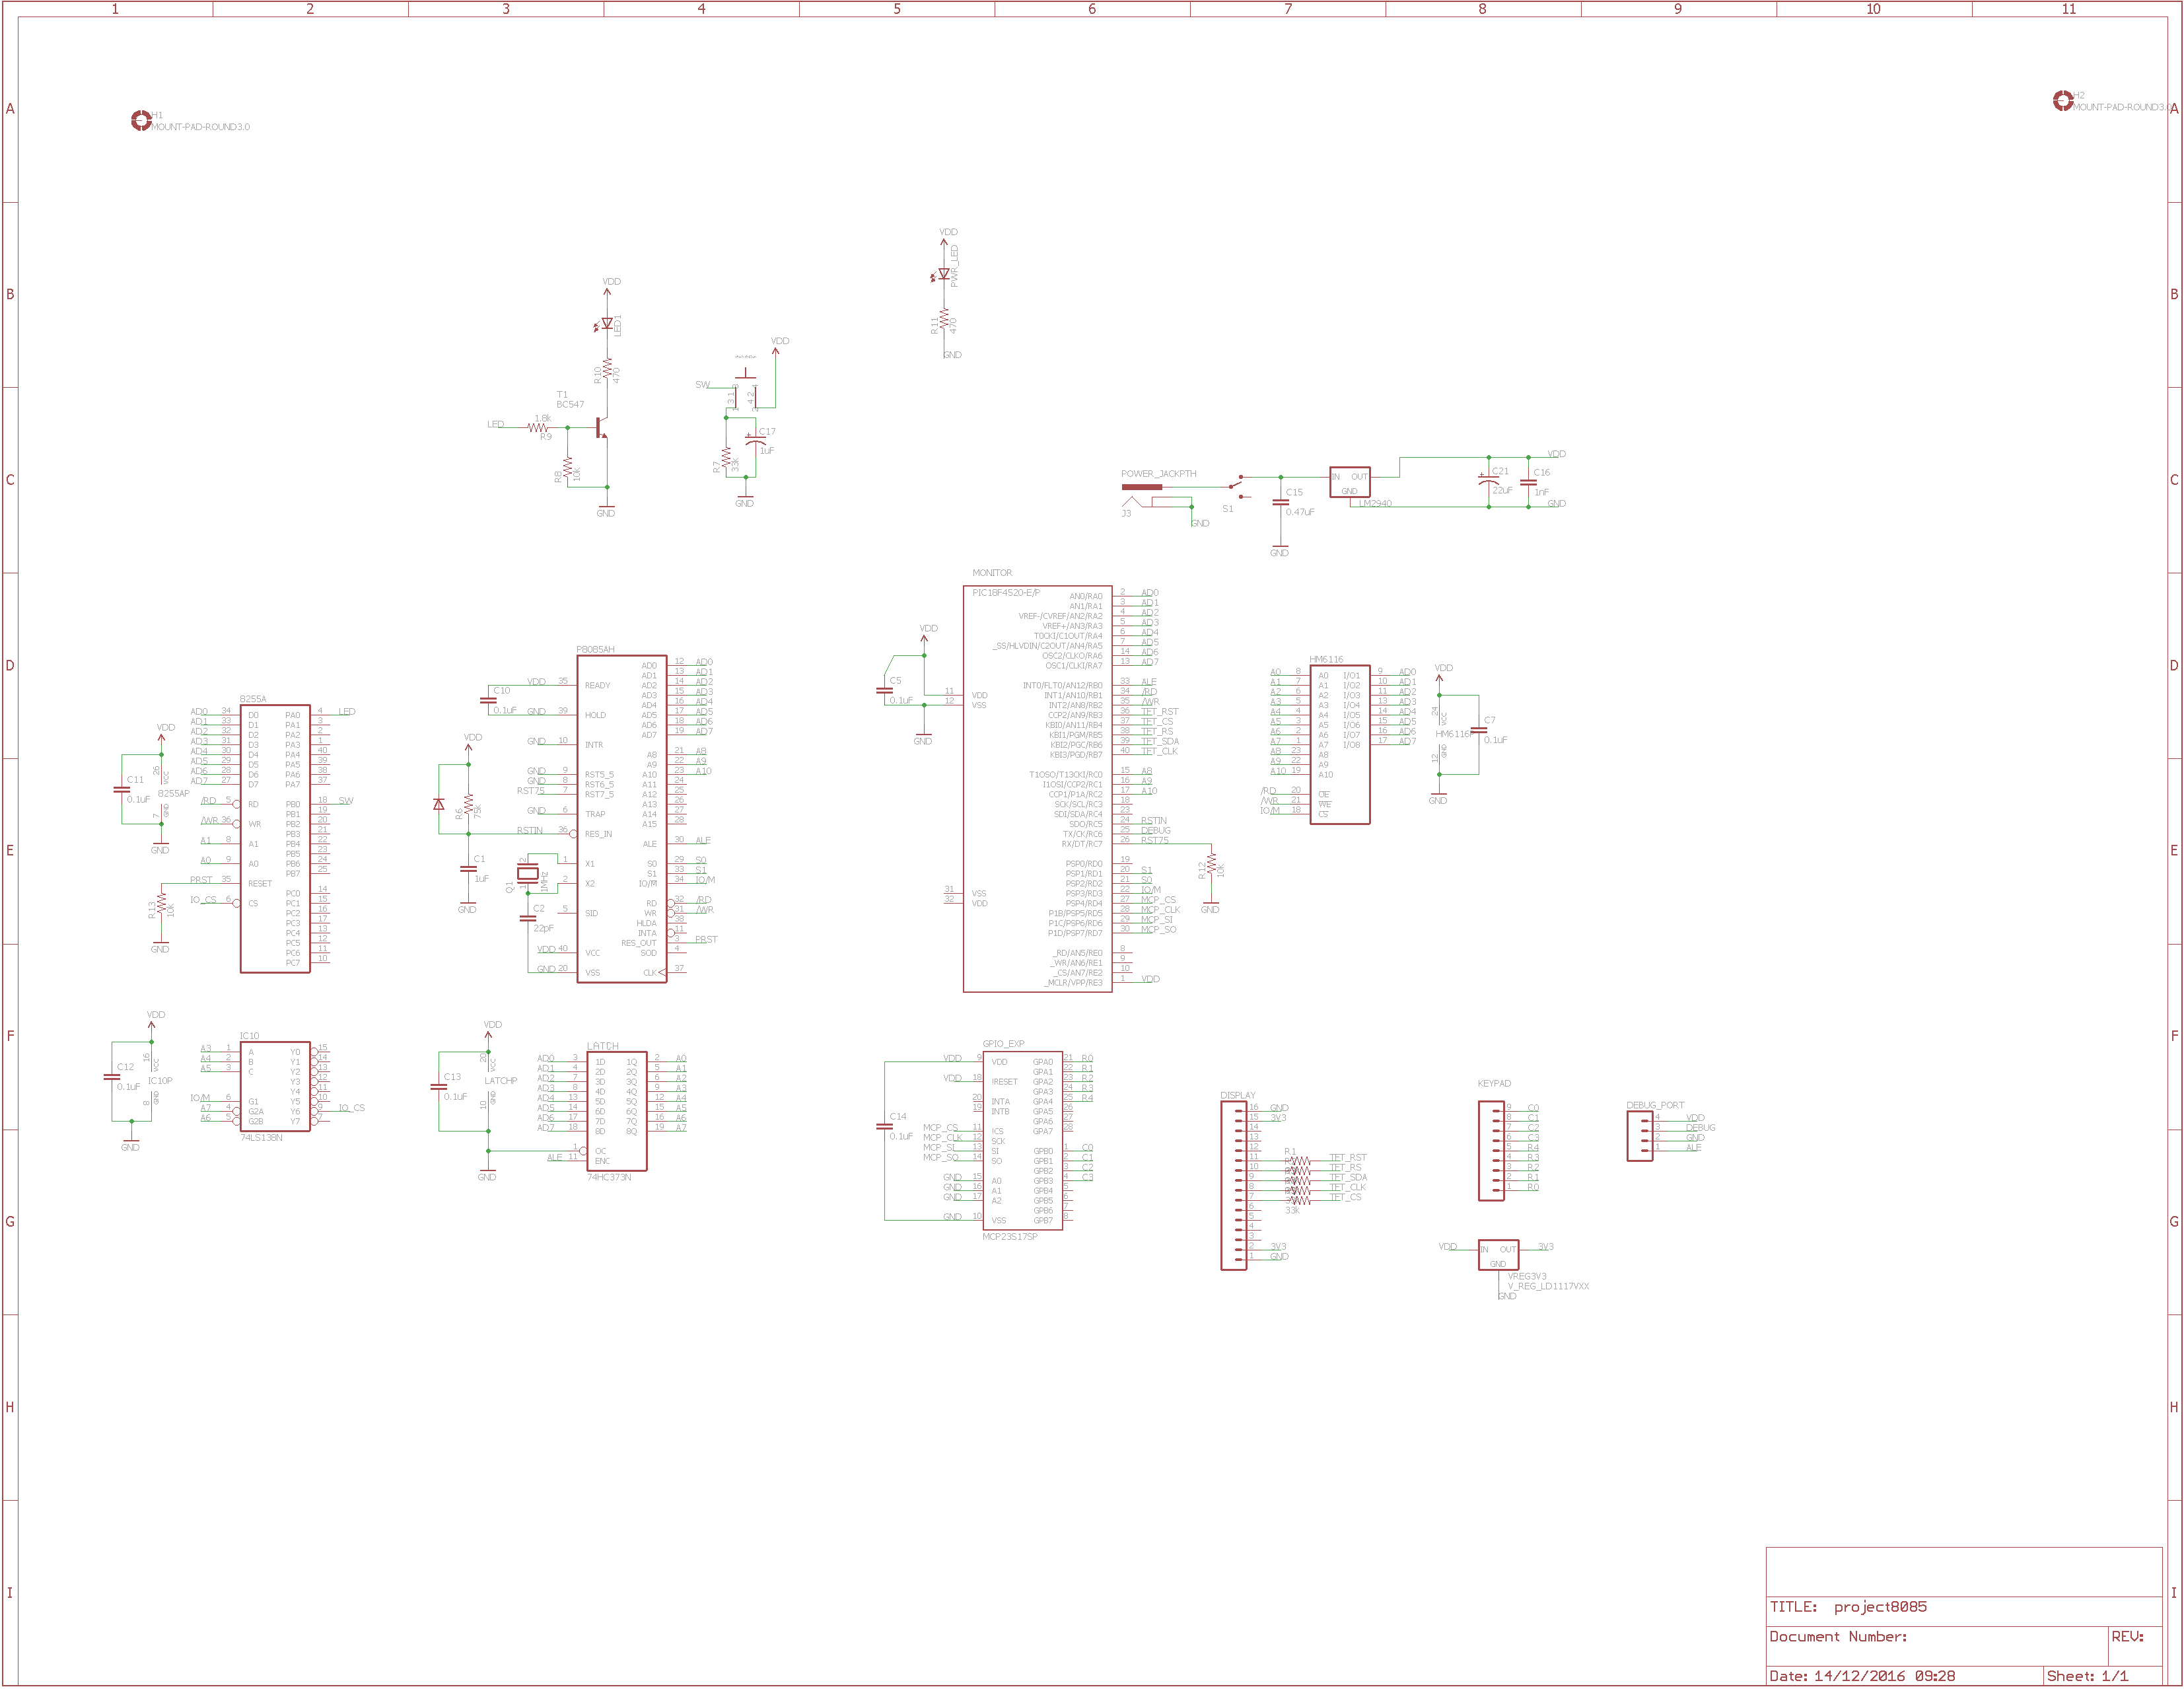 1 2 3 4 5 6 7 8 9 10 11
A
B
C
D
E
F
G
H
I
A
B
C
D
E
F
G
H
I
H1
MOUNT-PAD-ROUND3.0
H2
MOUNT-PAD-ROUND3.0
VDD
PWR_LED
R11
470
GND
VDD
LED1
R10
470
T1
BC547
LED
1.8k
R9
R8
10k
GND
VDD
SW
C17
1uF
R7
33k
GND
POWER_JACKPTH
J3
GND
S1
C15
0.47uF
GND
IN OUT
GND
LM2940
C21
22uF
C16
1nF
VDD
GND
8255A
AD0 34 D0 PA0 4 LED
AD1 33 D1 PA1 3
AD2 32 D2 PA2 2
AD3 31 D3 PA3 1
AD4 30 D4 PA4 40
AD5 29 D5 PA5 39
AD6 28 D6 PA6 38
AD7 27 D7 PA7 37
/RD 5 RD PB0 18 SW
PB1 19
/WR 36 WR PB2 20
PB3 21
A1 8 A1 PB4 22
PB5 23
A0 9 A0 PB6 24
PB7 25
PRST 35 RESET PC0 14
PC1 15
IO_CS 6 CS PC2 16
PC3 17
PC4 13
PC5 12
PC6 11
PC7 10
VDD
26
VCC
C11
0.1uF
8255AP
7
GND
GND
R13
10k
GND
P8085AH
VDD 35 READY
GND 39 HOLD
GND 10 INTR
GND 9 RST5_5
GND 8 RST6_5
RST75 7 RST7_5
GND 6 TRAP
RSTIN 36 RES_IN
1 X1
2 X2
5 SID
VDD 40 VCC
GND 20 VSS
AD0 12 AD0
AD1 13 AD1
AD2 14 AD2
AD3 15 AD3
AD4 16 AD4
AD5 17 AD5
AD6 18 AD6
AD7 19 AD7
A8 21 A8
A9 22 A9
A10 23 A10
A11 24
A12 25
A13 26
A14 27
A15 28
ALE 30 ALE
S0 29 S0
S1 33 S1
IO/M 34 IO/M
RD 32 /RD
WR 31 /WR
HLDA 38
INTA 11
RES_OUT 3 PRST
SOD 4
CLK 37
C10
0.1uF
VDD
R6
75K
C1
1uF
GND
Q1
1MHz
C2
22pF
MONITOR
PIC18F4520-E/P
AN0/RA0 2 AD0
AN1/RA1 3 AD1
VREF-/CVREF/AN2/RA2 4 AD2
VREF+/AN3/RA3 5 AD3
T0CKI/C1OUT/RA4 6 AD4
_SS/HLVDIN/C2OUT/AN4/RA5 7 AD5
OSC2/CLKO/RA6 14 AD6
OSC1/CLKI/RA7 13 AD7
INT0/FLT0/AN12/RB0 33 ALE
INT1/AN10/RB1 34 /RD
INT2/AN8/RB2 35 /WR
CCP2/AN9/RB3 36 TFT_RST
KBI0/AN11/RB4 37 TFT_CS
KBI1/PGM/RB5 38 TFT_RS
KBI2/PGC/RB6 39 TFT_SDA
KBI3/PGD/RB7 40 TFT_CLK
T1OSO/T13CKI/RC0 15 A8
I1OSI/CCP2/RC1 16 A9
CCP1/P1A/RC2 17 A10
SCK/SCL/RC3 18
SDI/SDA/RC4 23
SDO/RC5 24 RSTIN
TX/CK/RC6 25 DEBUG
RX/DT/RC7 26 RST75
PSP0/RD0 19
PSP1/RD1 20 S1
PSP2/RD2 21 S0
PSP3/RD3 22 IO/M
PSP4/RD4 27 MCP_CS
P1B/PSP5/RD5 28 MCP_CLK
P1C/PSP6/RD6 29 MCP_SI
P1D/PSP7/RD7 30 MCP_SO
_RD/AN5/RE0 8
_WR/AN6/RE1 9
_CS/AN7/RE2 10
_MCLR/VPP/RE3 1 VDD
11 VDD
12 VSS
31 VSS
32 VDD
VDD
C5
0.1uF
GND
R12
10k
GND
HM6116
A0 8 A0 I/O1 9 AD0
A1 7 A1 I/O2 10 AD1
A2 6 A2 I/O3 11 AD2
A3 5 A3 I/O4 13 AD3
A4 4 A4 I/O5 14 AD4
A5 3 A5 I/O6 15 AD5
A6 2 A6 I/O7 16 AD6
A7 1 A7 I/O8 17 AD7
A8 23 A8
A9 22 A9
A10 19 A10
/RD 20 OE
/WR 21 WE
IO/M 18 CS
VDD
24
VCC
HM6116P
12
GND
C7
0.1uF
GND
VDD
16
VCC
C12
0.1uF
IC10P
8
GND
GND
IC10
A3 1 A Y0 15
A4 2 B Y1 14
A5 3 C Y2 13
Y3 12
Y4 11
IO/M 6 G1 Y5 10
A7 4 G2A Y6 9 IO_CS
A6 5 G2B Y7 7
74LS138N
VDD
20
VCC
C13
0.1uF
LATCHP
10
GND
GND
LATCH
AD0 3 1D 1Q 2 A0
AD1 4 2D 2Q 5 A1
AD2 7 3D 3Q 6 A2
AD3 8 4D 4Q 9 A3
AD4 13 5D 5Q 12 A4
AD5 14 6D 6Q 15 A5
AD6 17 7D 7Q 16 A6
AD7 18 8D 8Q 19 A7
1 OC
ALE 11 ENC
74HC373N
GPIO_EXP
VDD 9 VDD GPA0 21 R0
GPA1 22 R1
VDD 18 !RESET GPA2 23 R2
GPA3 24 R3
20 INTA GPA4 25 R4
19 INTB GPA5 26
GPA6 27
MCP_CS 11 !CS GPA7 28
MCP_CLK 12 SCK
MCP_SI 13 SI GPB0 1 C0
MCP_SO 14 SO GPB1 2 C1
GPB2 3 C2
GND 15 A0 GPB3 4 C3
GND 16 A1 GPB4 5
GND 17 A2 GPB5 6
GPB6 7
GND 10 VSS GPB7 8
MCP23S17SP
C14
0.1uF
DISPLAY
16 GND
15 3V3
14
13
12
11 TFT_RST
10 TFT_RS
9 TFT_SDA
8 TFT_CLK
7 TFT_CS
6
5
4
3
2 3V3
1 GND
R1
33k
KEYPAD
9 C0
8 C1
7 C2
6 C3
5 R4
4 R3
3 R2
2 R1
1 R0
DEBUG_PORT
4 VDD
3 DEBUG
2 GND
1 ALE
VDD IN OUT 3V3
GND
VREG3V3
V_REG_LD1117VXX
GND
TITLE: project8085
Document Number:
REV:
Date: 14/12/2016 09:28
Sheet: 1/1